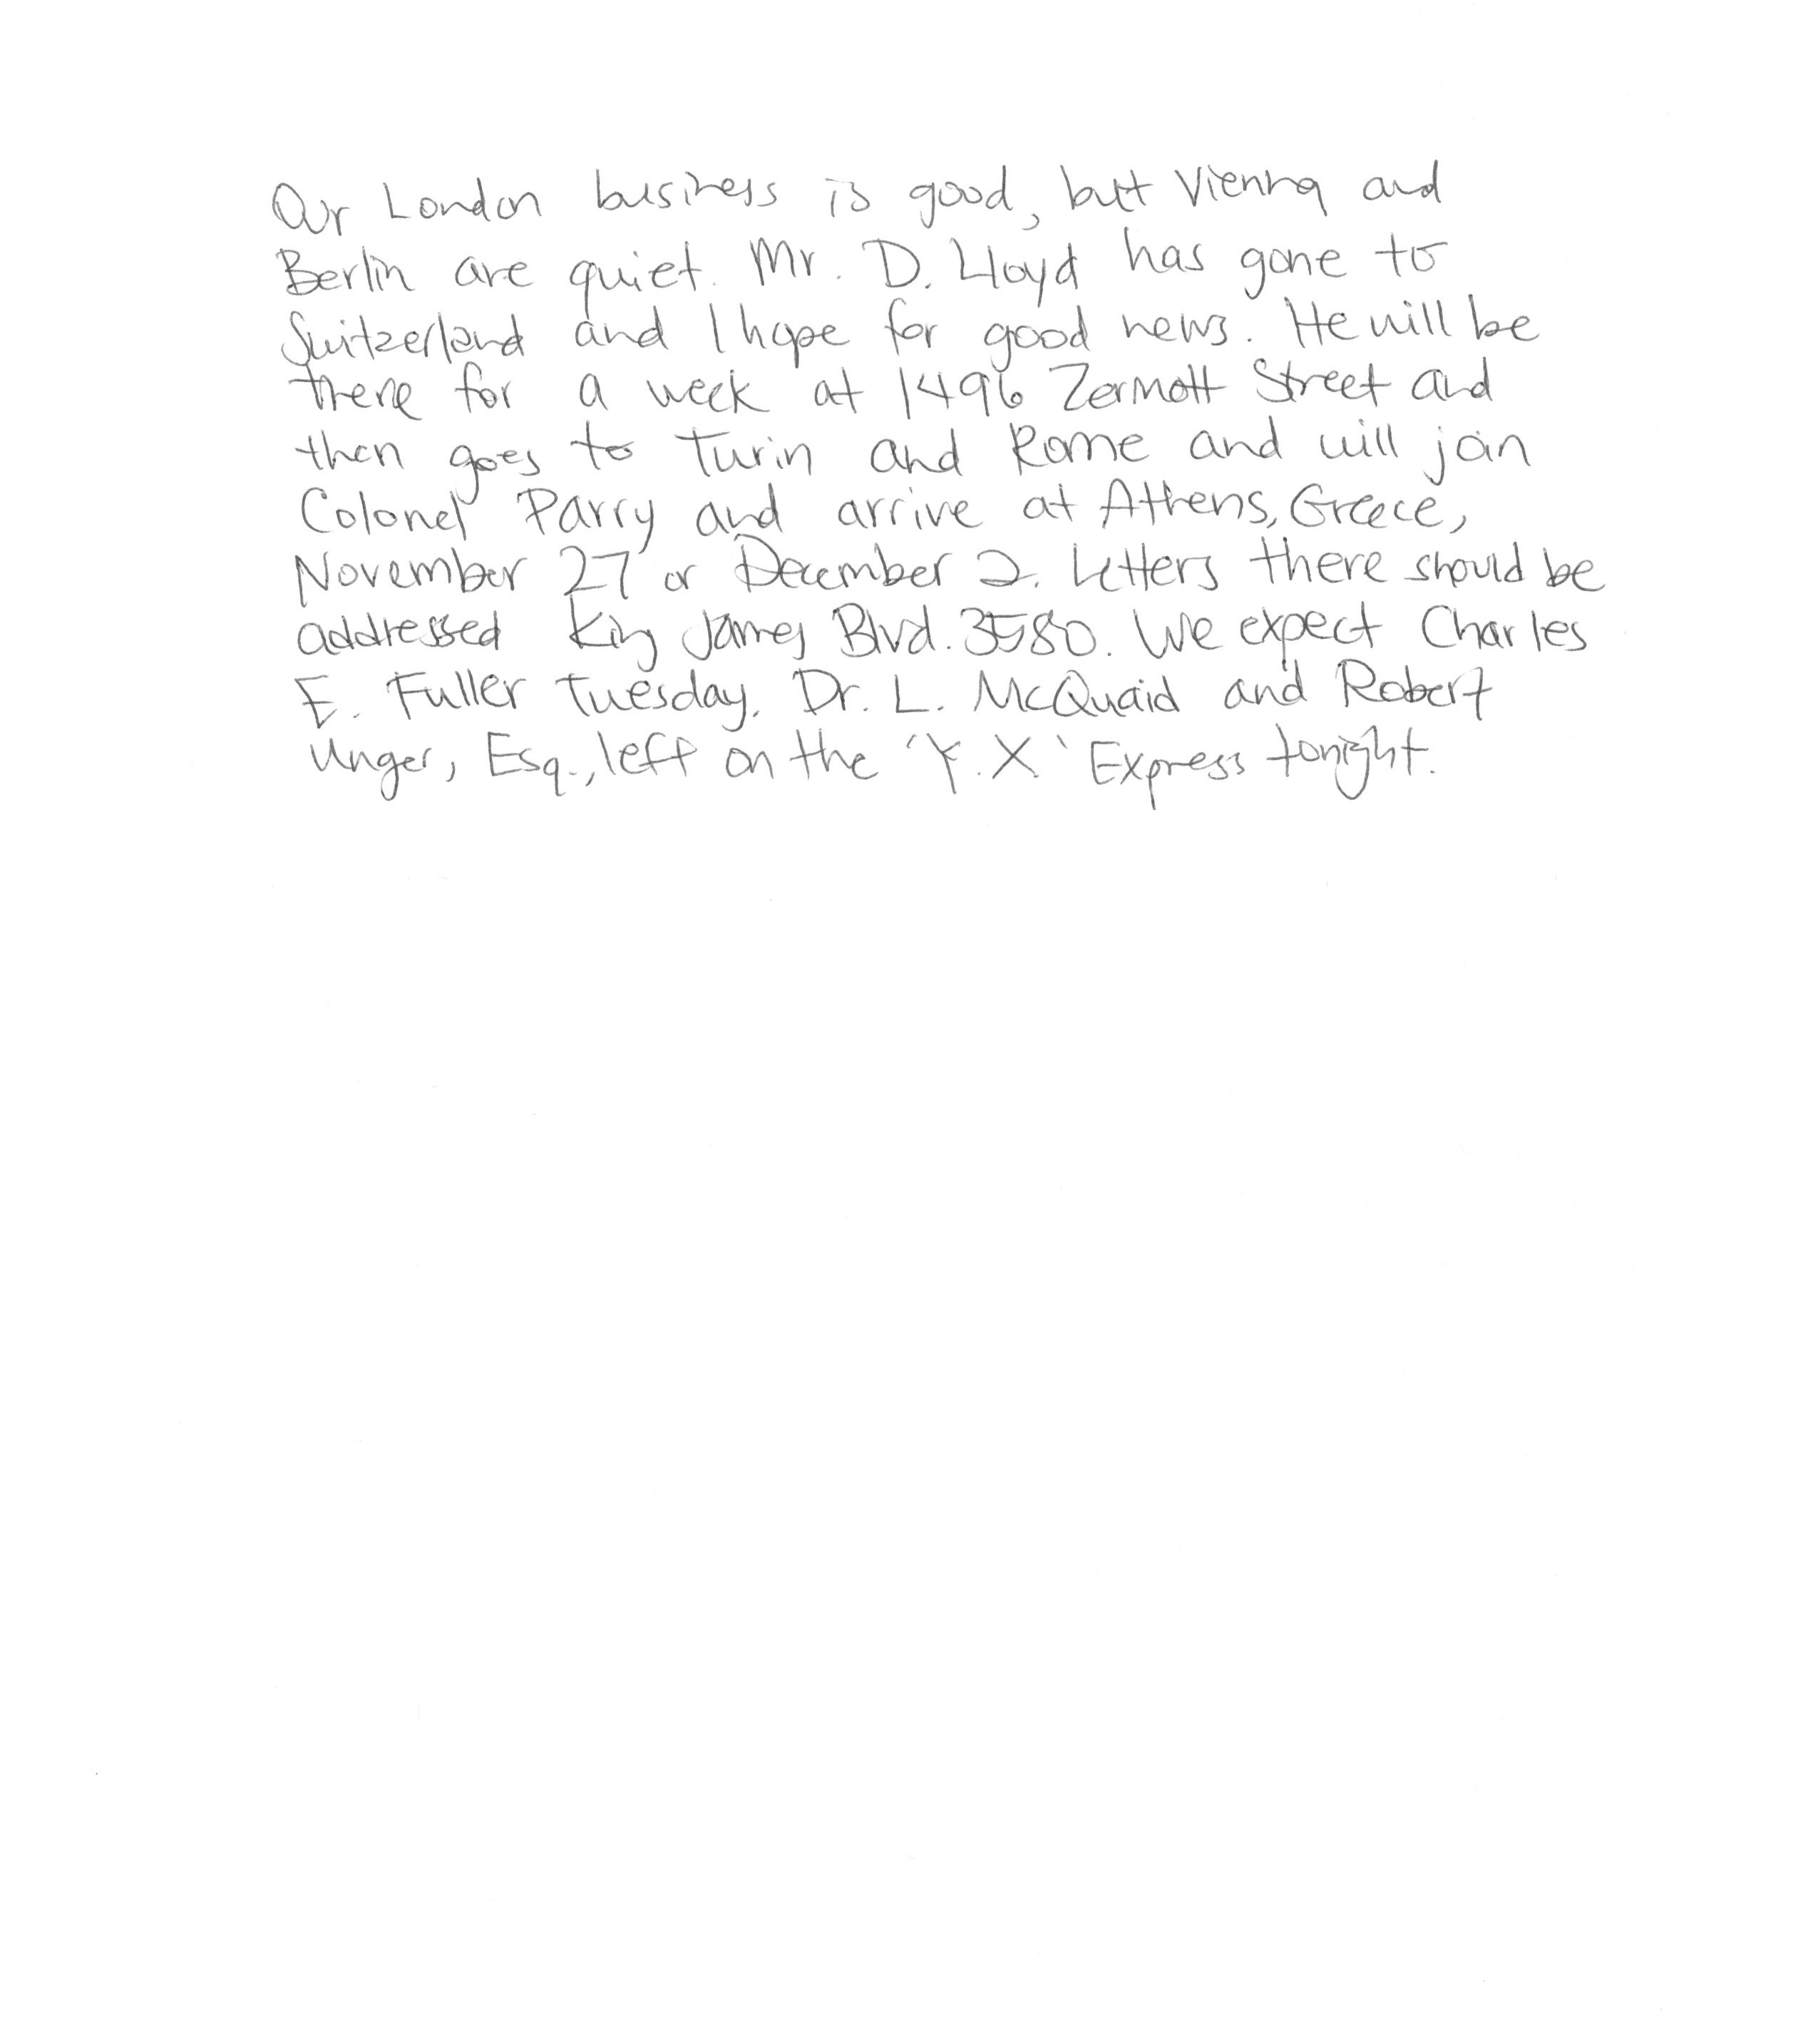 Our London business is good, but Vienna and
Berlin are quiet. Mr. D. Lloyd has gone to
Switzerland and I hope for good news. He will be
there for a week at 1496 Zermott Street and
then goes to Turin and Rome and will join
Colonel Parry and arrive at Athens, Greece,
November 27 or December 2. Letters there should be
addressed King James Blvd. 3580. We expect Charles
E. Fuller Tuesday. Dr. L. McQuaid and Robert
Unger, Esq., left on the 'Y.X.' Express tonight.